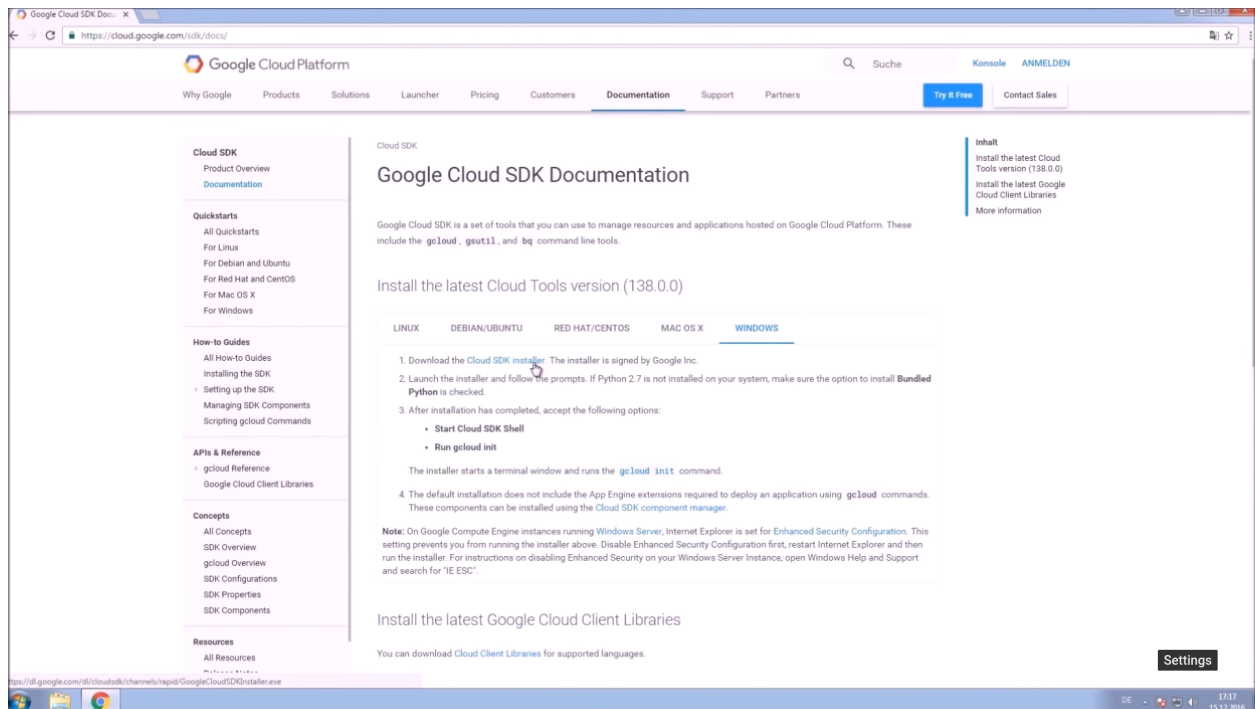 Google Cloud SDK Docu
https://cloud.google.com/sdk/docs/
Google Cloud Platform
Suche
Konsole
ANMELDEN
Why Google
Products
Solutions
Launcher
Pricing
Customers
Documentation
Support
Partners
Try It Free
Contact Sales
Cloud SDK
Product Overview
Documentation
Quickstarts
All Quickstarts
For Linux
For Debian and Ubuntu
For Red Hat and CentOS
For Mac OS X
For Windows
How-to Guides
All How-to Guides
Installing the SDK
Setting up the SDK
Managing SDK Components
Scripting gcloud Commands
APIs & Reference
gcloud Reference
Google Cloud Client Libraries
Concepts
All Concepts
SDK Overview
gcloud Overview
SDK Configurations
SDK Properties
SDK Components
Resources
All Resources
Cloud SDK
Google Cloud SDK Documentation
Google Cloud SDK is a set of tools that you can use to manage resources and applications hosted on Google Cloud Platform. These
include the gcloud, gsutil, and bq command line tools.
Install the latest Cloud Tools version (138.0.0)
LINUX
DEBIAN/UBUNTU
RED HAT/CENTOS
MAC OS X
WINDOWS
1. Download the Cloud SDK installer. The installer is signed by Google Inc.
2. Launch the installer and follow the prompts. If Python 2.7 is not installed on your system, make sure the option to install Bundled
Python is checked.
3. After installation has completed, accept the following options:
• Start Cloud SDK Shell
• Run gcloud init
The installer starts a terminal window and runs the gcloud init command.
4. The default installation does not include the App Engine extensions required to deploy an application using gcloud commands.
These components can be installed using the Cloud SDK component manager.
Note: On Google Compute Engine instances running Windows Server, Internet Explorer is set for Enhanced Security Configuration. This
setting prevents you from running the installer above. Disable Enhanced Security Configuration first, restart Internet Explorer and then
run the installer. For instructions on disabling Enhanced Security on your Windows Server Instance, open Windows Help and Support
and search for "IE ESC".
Install the latest Google Cloud Client Libraries
You can download Cloud Client Libraries for supported languages.
Inhalt
Install the latest Cloud
Tools version (138.0.0)
Install the latest Google
Cloud Client Libraries
More information
Settings
ttps://dl.google.com/dl/cloudsdk/channels/rapid/GoogleCloudSDKInstaller.exe
DE
17:17
15.12.2016